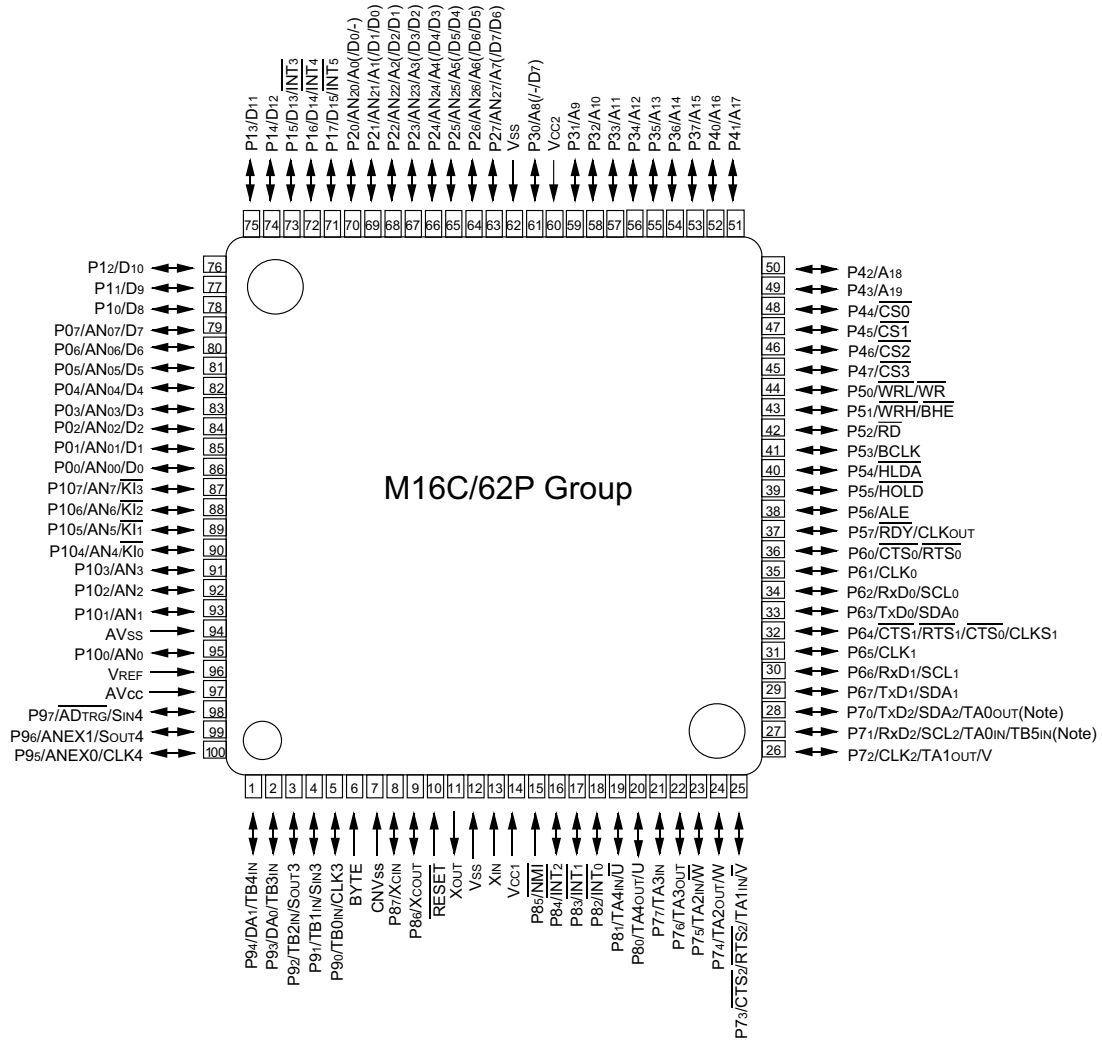 P13/D11
P14/D12
P15/D13/INT3
P16/D14/INT4
P17/D15/INT5
P20/AN20/A0(/D0/-)
P21/AN21/A1(/D1/D0)
P22/AN22/A2(/D2/D1)
P23/AN23/A3(/D3/D2)
P24/AN24/A4(/D4/D3)
P25/AN25/A5(/D5/D4)
P26/AN26/A6(/D6/D5)
P27/AN27/A7(/D7/D6)
Vss
P30/A8(/-/D7)
VCC2
P31/A9
P32/A10
P33/A11
P34/A12
P35/A13
P36/A14
P37/A15
P40/A16
P41/A17
75 74 73 72 71 70 69 68 67 66 65 64 63 62 61 60 59 58 57 56 55 54 53 52 51
P12/D10 76
P11/D9 77
P10/D8 78
P07/AN07/D7 79
P06/AN06/D6 80
P05/AN05/D5 81
P04/AN04/D4 82
P03/AN03/D3 83
P02/AN02/D2 84
P01/AN01/D1 85
P00/AN00/D0 86
P107/AN7/KI3 87
P106/AN6/KI2 88
P105/AN5/KI1 89
P104/AN4/KI0 90
P103/AN3 91
P102/AN2 92
P101/AN1 93
AVss 94
P100/AN0 95
VREF 96
AVcc 97
P97/ADTRG/SIN4 98
P96/ANEX1/SOUT4 99
P95/ANEX0/CLK4 100
M16C/62P Group
50 P42/A18
49 P43/A19
48 P44/CS0
47 P45/CS1
46 P46/CS2
45 P47/CS3
44 P50/WRL/WR
43 P51/WRH/BHE
42 P52/RD
41 P53/BCLK
40 P54/HLDA
39 P55/HOLD
38 P56/ALE
37 P57/RDY/CLKOUT
36 P60/CTS0/RTS0
35 P61/CLK0
34 P62/RxD0/SCL0
33 P63/TxD0/SDA0
32 P64/CTS1/RTS1/CTS0/CLKS1
31 P65/CLK1
30 P66/RxD1/SCL1
29 P67/TxD1/SDA1
28 P70/TxD2/SDA2/TA0OUT(Note)
27 P71/RxD2/SCL2/TA0IN/TB5IN(Note)
26 P72/CLK2/TA1OUT/V
1 2 3 4 5 6 7 8 9 10 11 12 13 14 15 16 17 18 19 20 21 22 23 24 25
P94/DA1/TB4IN
P93/DA0/TB3IN
P92/TB2IN/SOUT3
P91/TB1IN/SIN3
P90/TB0IN/CLK3
BYTE
CNVss
P87/XCIN
P86/XCOUT
RESET
XOUT
Vss
XIN
VCC1
P85/NMI
P84/INT2
P83/INT1
P82/INT0
P81/TA4IN/U
P80/TA4OUT/U
P77/TA3IN
P76/TA3OUT
P75/TA2IN/W
P74/TA2OUT/W
P73/CTS2/RTS2/TA1IN/V